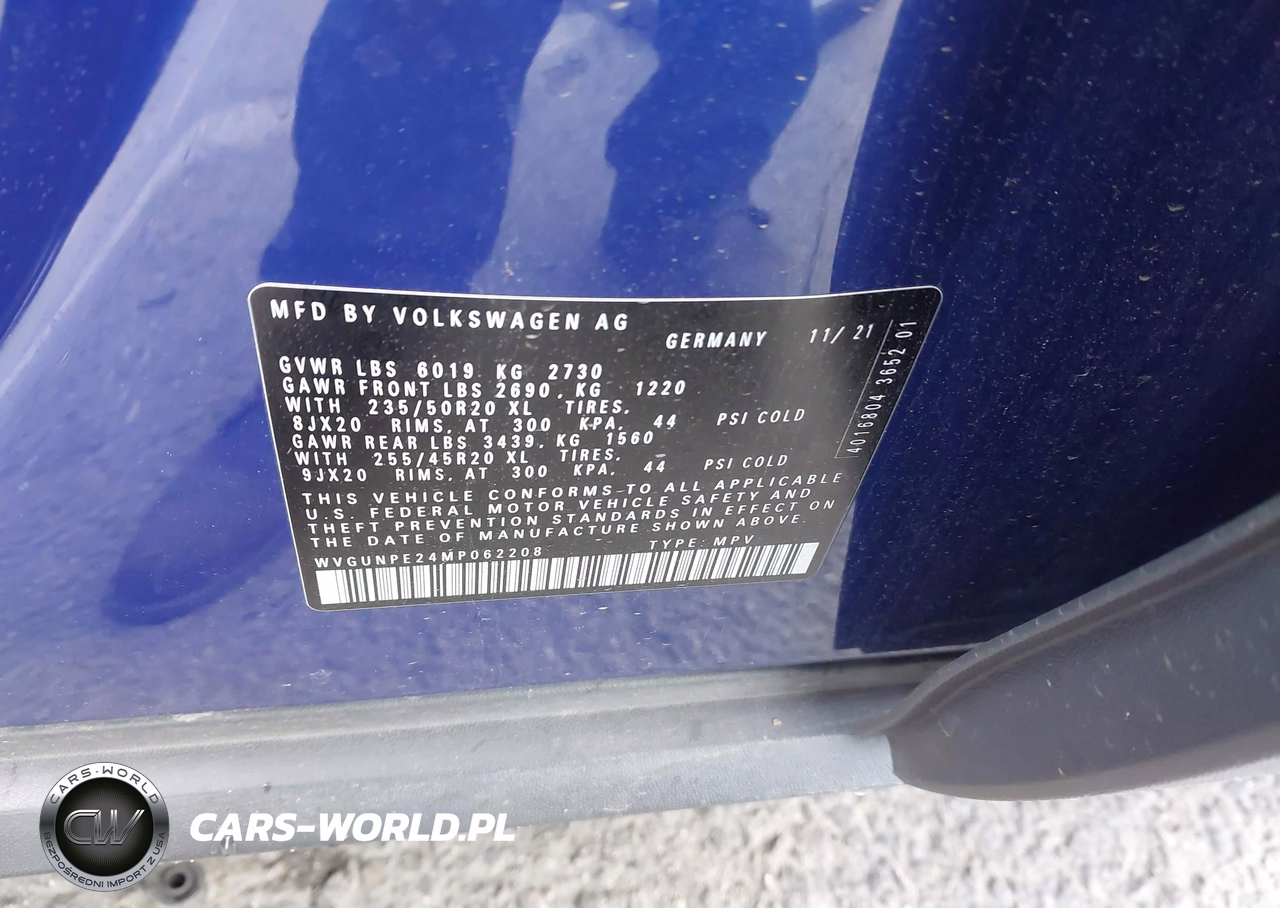 MFD BY VOLKSWAGEN AG
GERMANY 11/ 21
GVWR LBS 6019 KG 2730
GAWR FRONT LBS 2690, KG 1220
WITH 235/50R20 XL TIRES,
8JX20 RIMS, AT 300 KPA, 44 PSI COLD
GAWR REAR LBS 3439, KG 1560
WITH 255/45R20 XL TIRES,
9JX20 RIMS, AT 300 KPA, 44 PSI COLD
THIS VEHICLE CONFORMS TO ALL APPLICABLE
U.S. FEDERAL MOTOR VEHICLE SAFETY AND
THEFT PREVENTION STANDARDS IN EFFECT ON
THE DATE OF MANUFACTURE SHOWN ABOVE.
WVGUNPE24MP062208 TYPE: MPV
4016804 3652 01
CARS-WORLD
CW
BEZPOŚREDNI IMPORT Z USA
CARS-WORLD.PL